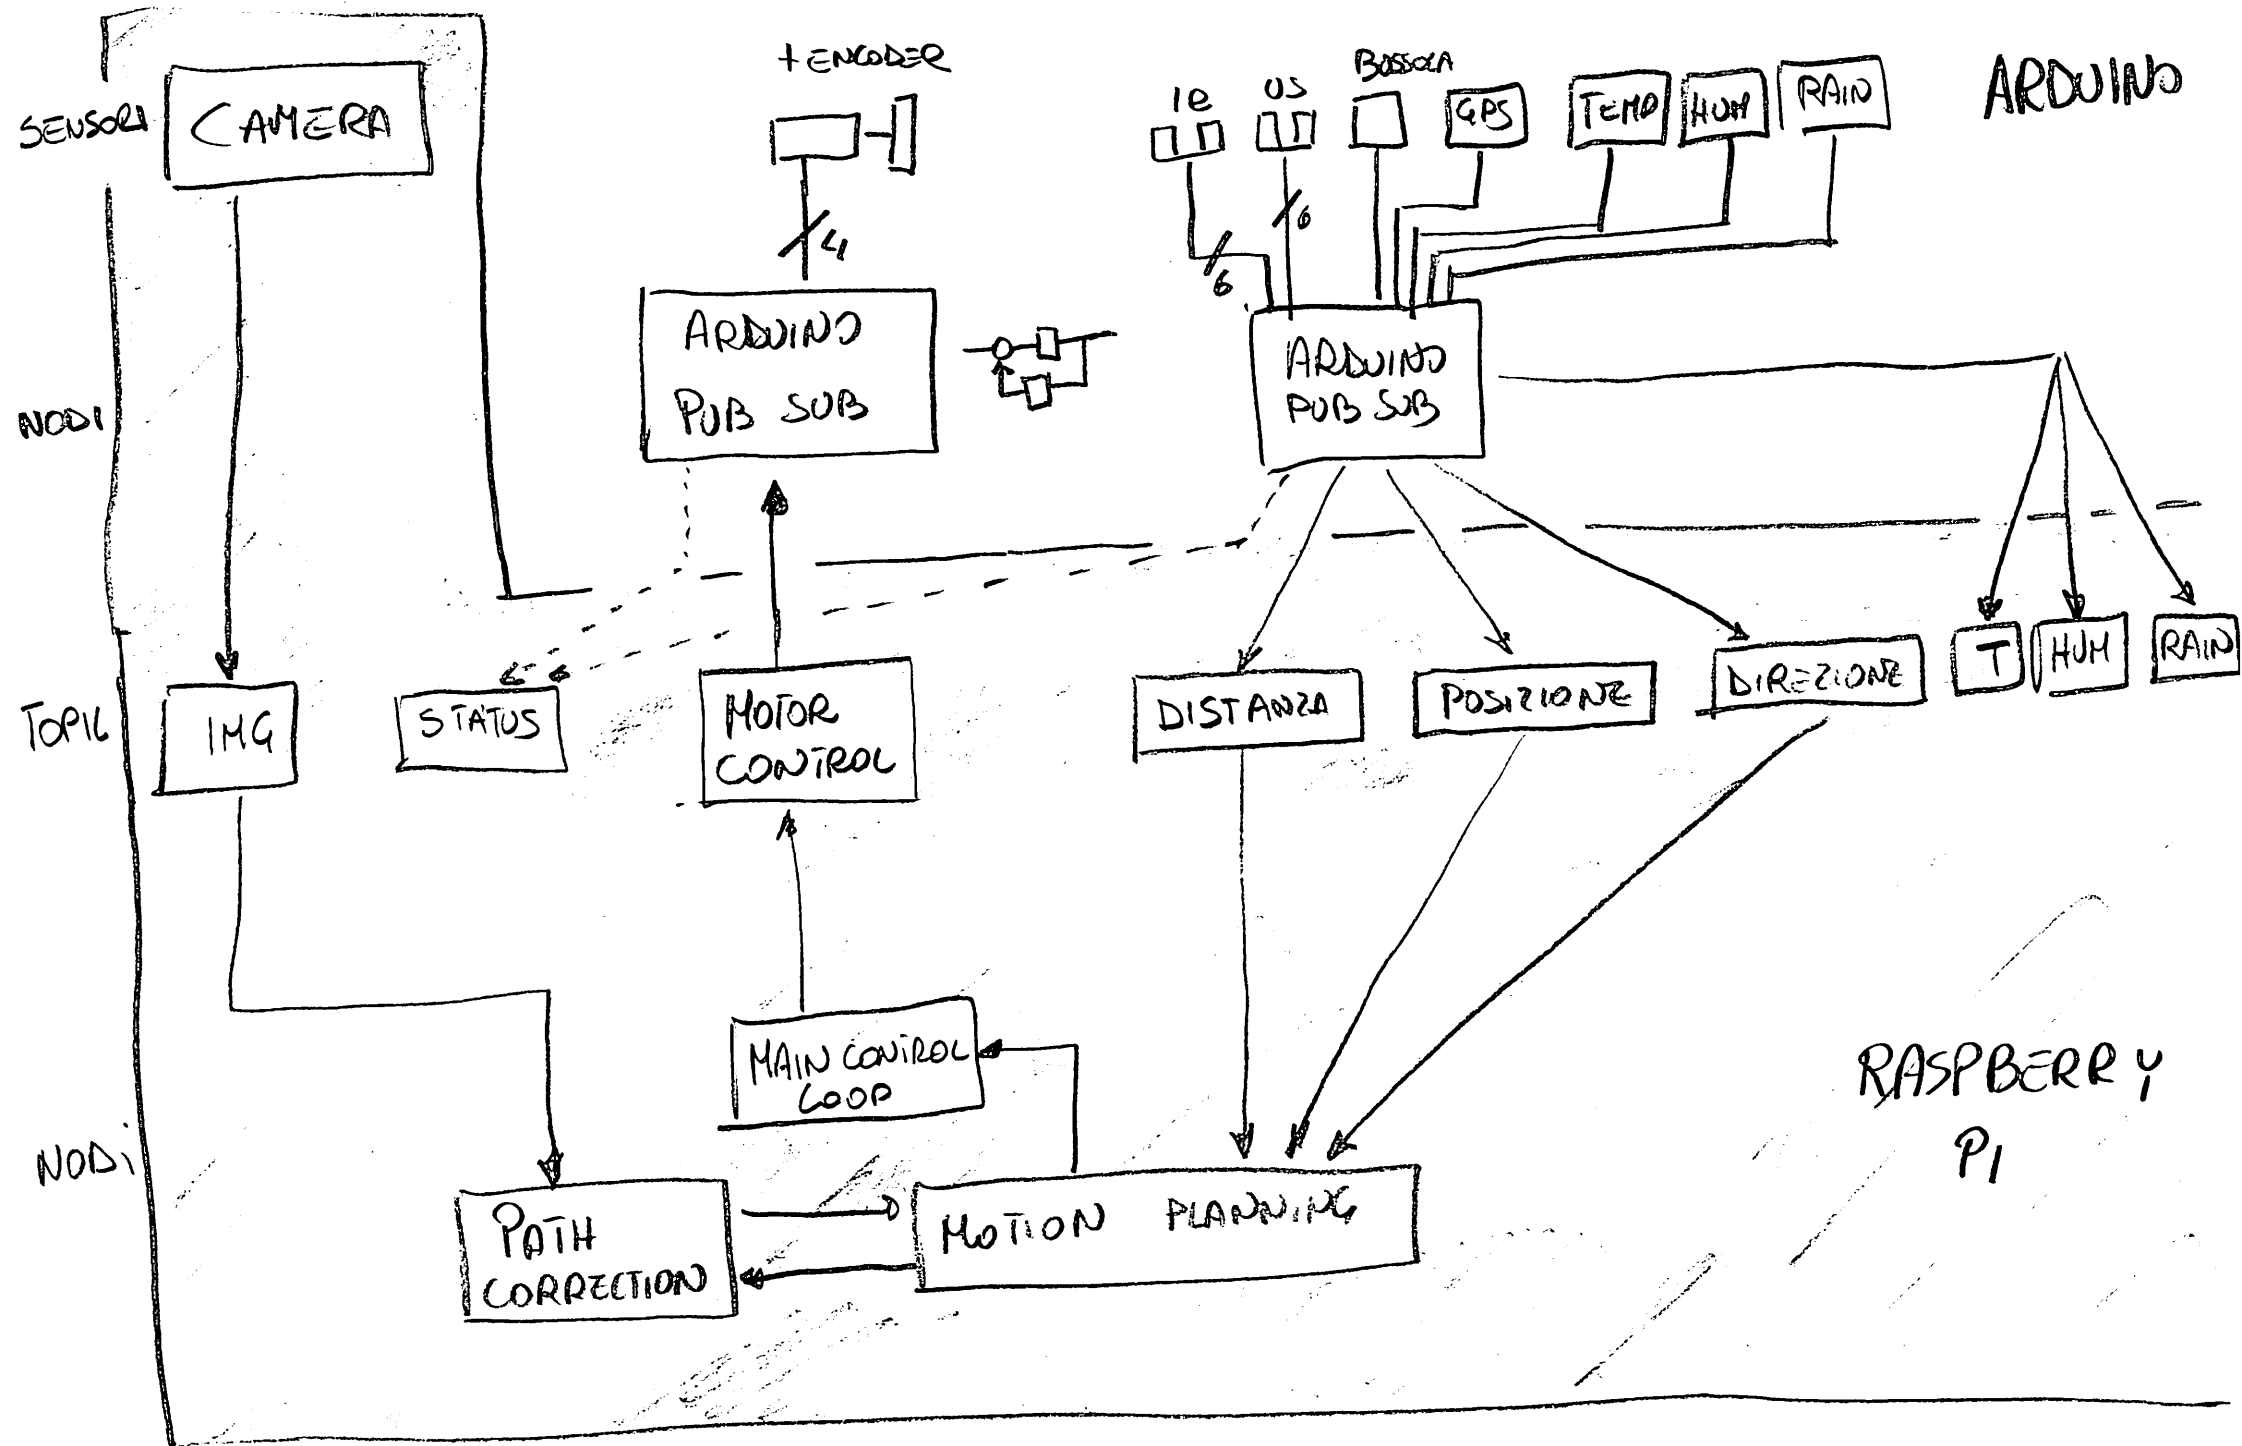 SENSORI
CAMERA
+ ENCODER
IR
US
BUSSOLA
GPS
TEMP
HUM
RAIN
ARDUINO
4
6
6
NODI
ARDUINO
PUB SUB
ARDUINO
PUB SUB
TOPIC
IMG
STATUS
MOTOR
CONTROL
DISTANZA
POSIZIONE
DIREZIONE
T
HUM
RAIN
MAIN CONTROL
LOOP
RASPBERRY
PI
NODi
PATH
CORRECTION
MOTION PLANNING